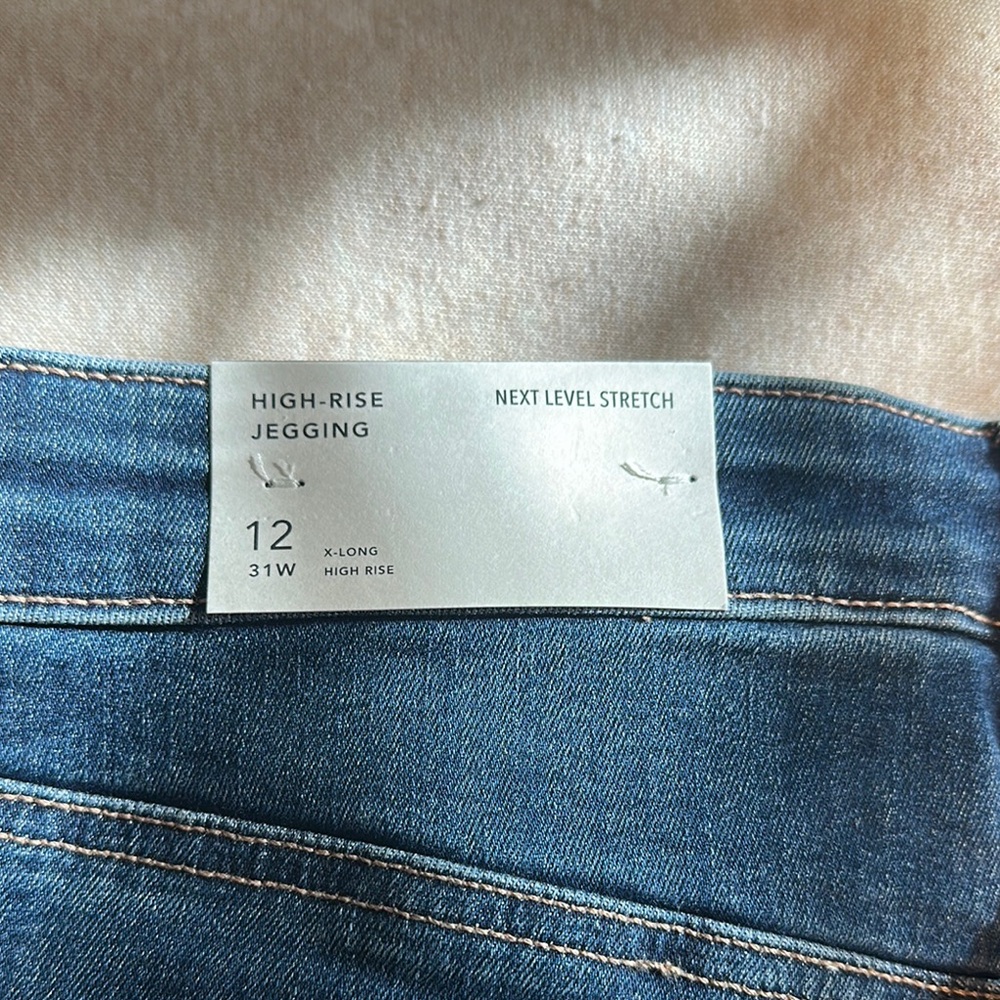 HIGH-RISE
JEGGING
NEXT LEVEL STRETCH
12
31W
X-LONG
HIGH RISE